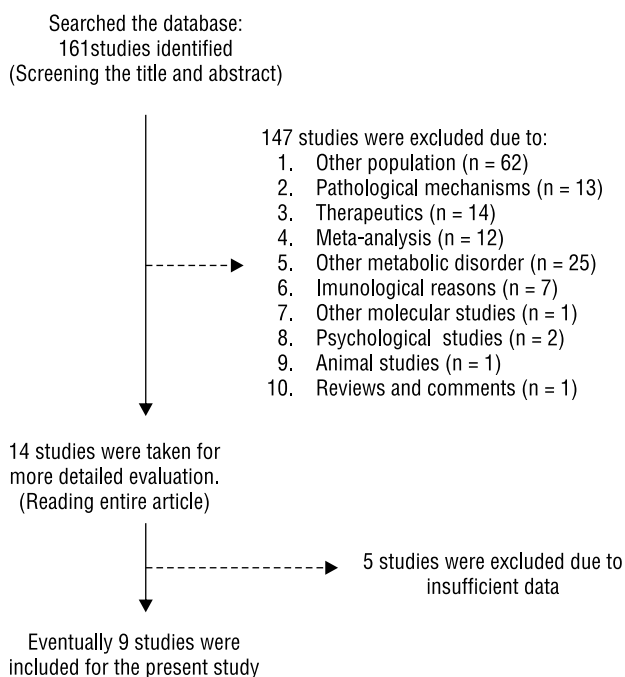 Searched the database:
161studies identified
(Screening the title and abstract)
147 studies were excluded due to:
1. Other population (n = 62)
2. Pathological mechanisms (n = 13)
3. Therapeutics (n = 14)
4. Meta-analysis (n = 12)
5. Other metabolic disorder (n = 25)
6. Imunological reasons (n = 7)
7. Other molecular studies (n = 1)
8. Psychological studies (n = 2)
9. Animal studies (n = 1)
10. Reviews and comments (n = 1)
14 studies were taken for
more detailed evaluation.
(Reading entire article)
5 studies were excluded due to
insufficient data
Eventually 9 studies were
included for the present study